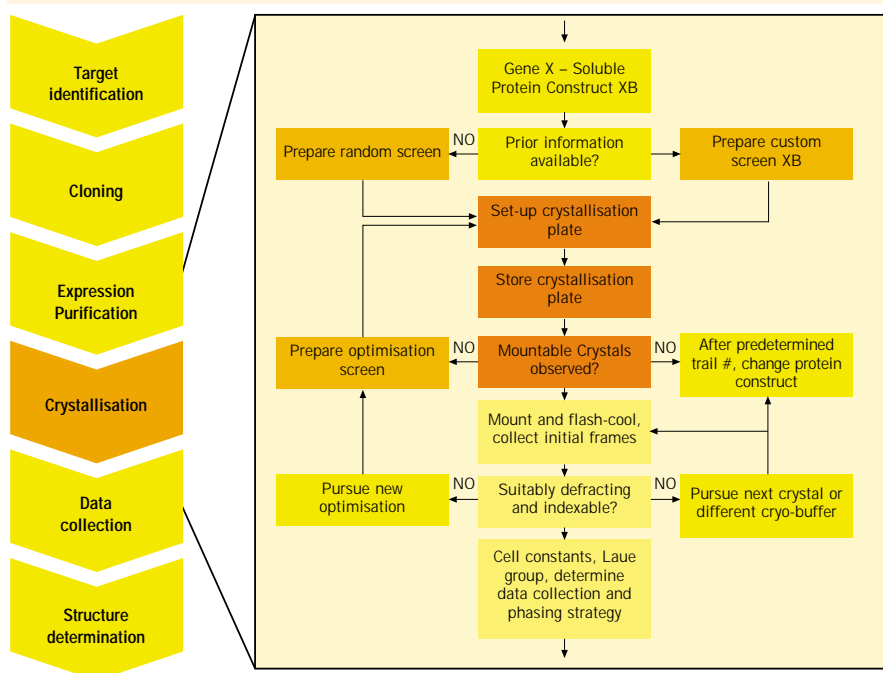 Target
identification
Cloning
Expression
Purification
Crystallisation
Data
collection
Structure
determination
Gene X – Soluble
Protein Construct XB
Prepare random screen
NO
Prior information
available?
Prepare custom
screen XB
Set-up crystallisation
plate
Store crystallisation
plate
Prepare optimisation
screen
NO
Mountable Crystals
observed?
NO
After predetermined
trail #, change protein
construct
Mount and flash-cool,
collect initial frames
Pursue new
optimisation
NO
Suitably defracting
and indexable?
NO
Pursue next crystal or
different cryo-buffer
Cell constants, Laue
group, determine
data collection and
phasing strategy